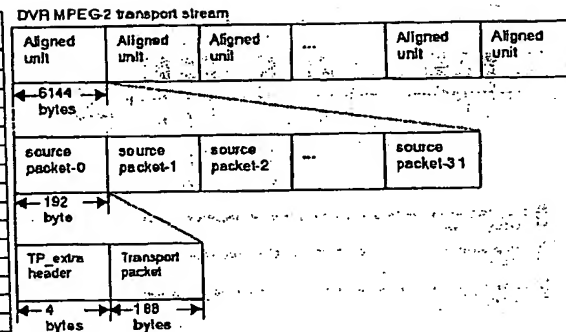 DVR MPEG-2 transport stream
Aligned unit
Aligned unit
Aligned unit
...
Aligned unit
Aligned unit
6144 bytes
source packet-0
source packet-1
source packet-2
...
source packet-31
192 byte
TP_extra header
Transport packet
4 bytes
188 bytes